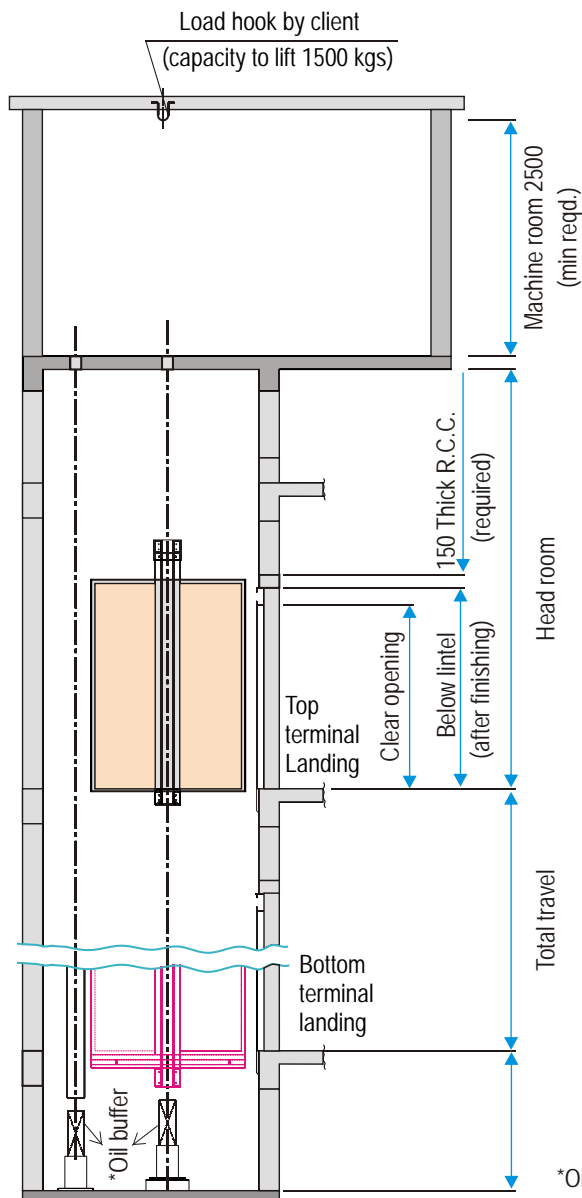 Load hook by client
(capacity to lift 1500 kgs)
Machine room 2500
(min reqd.)
150 Thick R.C.C.
(required)
Head room
Clear opening
Below lintel
(after finishing)
Top
terminal
Landing
Total travel
Bottom
terminal
landing
*Oil buffer